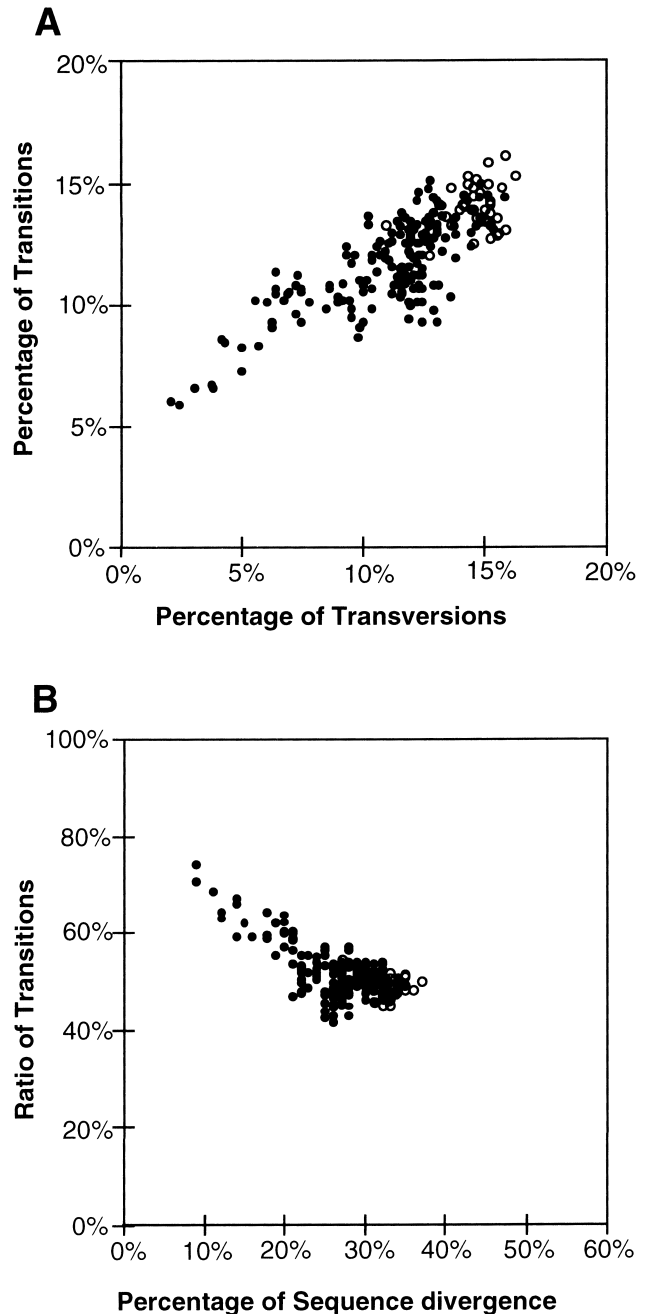 A
20%
15%
10%
5%
0%
0% 5% 10% 15% 20%
Percentage of Transitions
Percentage of Transversions
B
100%
80%
60%
40%
20%
0%
0% 10% 20% 30% 40% 50% 60%
Ratio of Transitions
Percentage of Sequence divergence